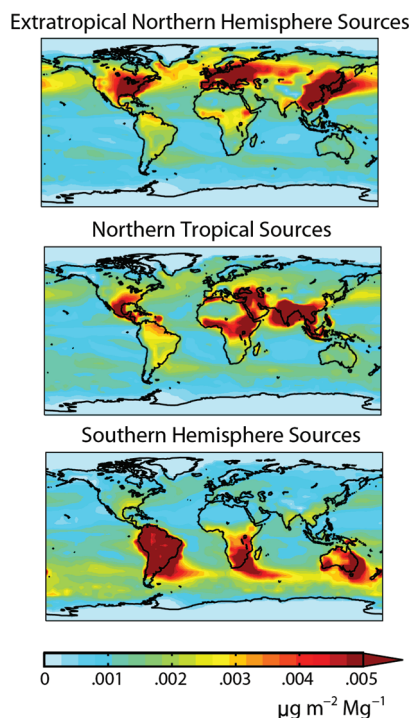 Extratropical Northern Hemisphere Sources
Northern Tropical Sources
Southern Hemisphere Sources
0 .001 .002 .003 .004 .005
µg m⁻² Mg⁻¹